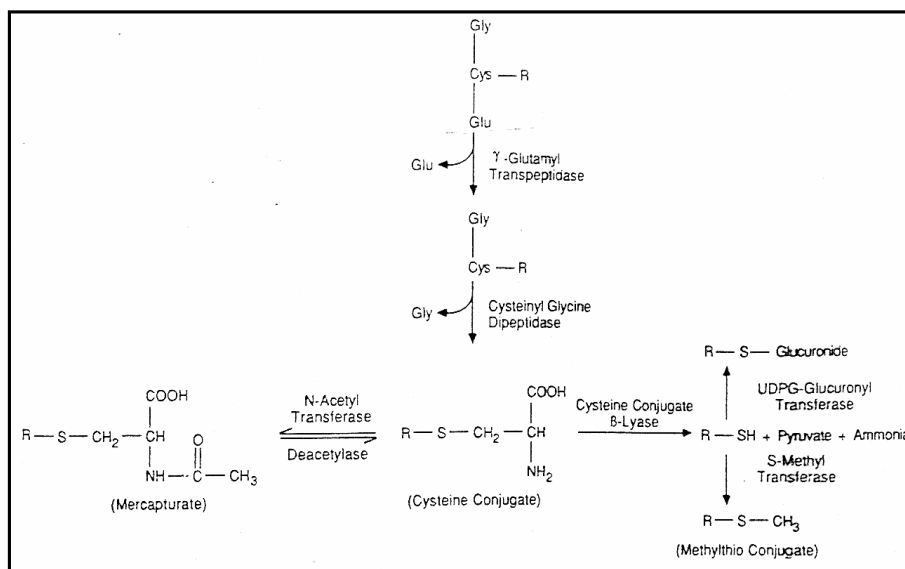 Gly
Cys — R
Glu
Glu
γ-Glutamyl
Transpeptidase
Gly
Cys — R
Gly
Cysteinyl Glycine
Dipeptidase
R — S — Glucuronide
UDPG-Glucuronyl
Transferase
COOH
R — S — CH2 — CH O
NH — C — CH3
(Mercapturate)
N-Acetyl
Transferase
Deacetylase
COOH
R — S — CH2 — CH
NH2
(Cysteine Conjugate)
Cysteine Conjugate
β-Lyase
R — SH + Pyruvate + Ammonia
S-Methyl
Transferase
R — S — CH3
(Methylthio Conjugate)